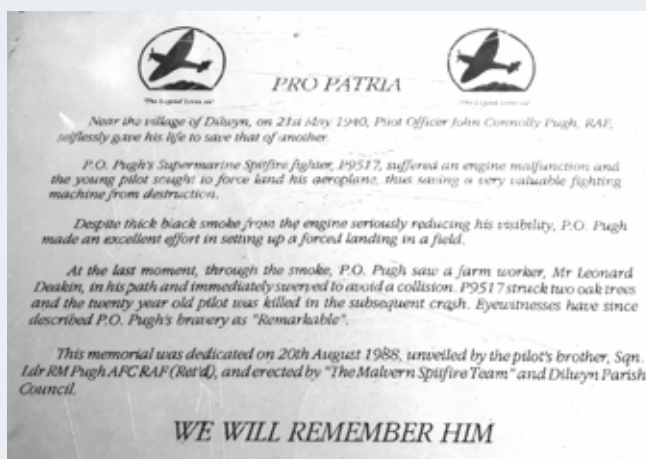 PRO PATRIA
"The Legend Lives on"
"The Legend Lives on"
Near the village of Dilwyn, on 21st May 1940, Pilot Officer John Connolly Pugh, RAF,
selflessly gave his life to save that of another.
P.O. Pugh's Supermarine Spitfire fighter, P9517, suffered an engine malfunction and
the young pilot sought to force land his aeroplane, thus saving a very valuable fighting
machine from destruction.
Despite thick black smoke from the engine seriously reducing his visibility, P.O. Pugh
made an excellent effort in setting up a forced landing in a field.
At the last moment, through the smoke, P.O. Pugh saw a farm worker, Mr Leonard
Deakin, in his path and immediately swerved to avoid a collision. P9517 struck two oak trees
and the twenty year old pilot was killed in the subsequent crash. Eyewitnesses have since
described P.O. Pugh's bravery as "Remarkable".
This memorial was dedicated on 20th August 1988, unveiled by the pilot's brother, Sqn.
Ldr RM Pugh AFC RAF (Ret'd), and erected by "The Malvern Spitfire Team" and Dilwyn Parish
Council.
WE WILL REMEMBER HIM